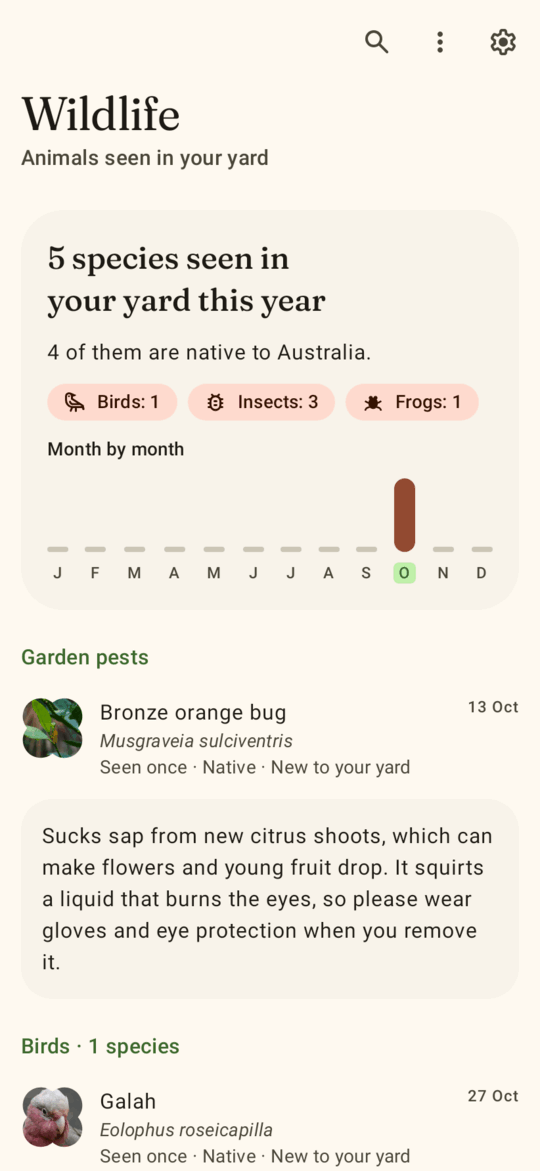 Wildlife
Animals seen in your yard
5 species seen in
your yard this year
4 of them are native to Australia.
Birds: 1
Insects: 3
Frogs: 1
Month by month
J F M A M J J A S O N D
Garden pests
Bronze orange bug
13 Oct
Musgraveia sulciventris
Seen once · Native · New to your yard
Sucks sap from new citrus shoots, which can
make flowers and young fruit drop. It squirts
a liquid that burns the eyes, so please wear
gloves and eye protection when you remove
it.
Birds · 1 species
Galah
27 Oct
Eolophus roseicapilla
Seen once · Native · New to your yard